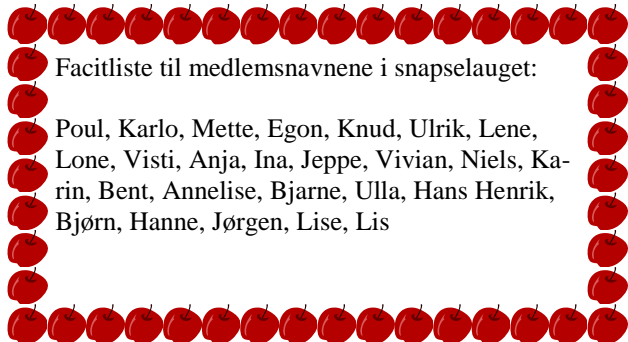 Facitliste til medlemsnavnene i snapselauget:
Poul, Karlo, Mette, Egon, Knud, Ulrik, Lene,
Lone, Visti, Anja, Ina, Jeppe, Vivian, Niels, Ka-
rin, Bent, Annelise, Bjarne, Ulla, Hans Henrik,
Bjørn, Hanne, Jørgen, Lise, Lis